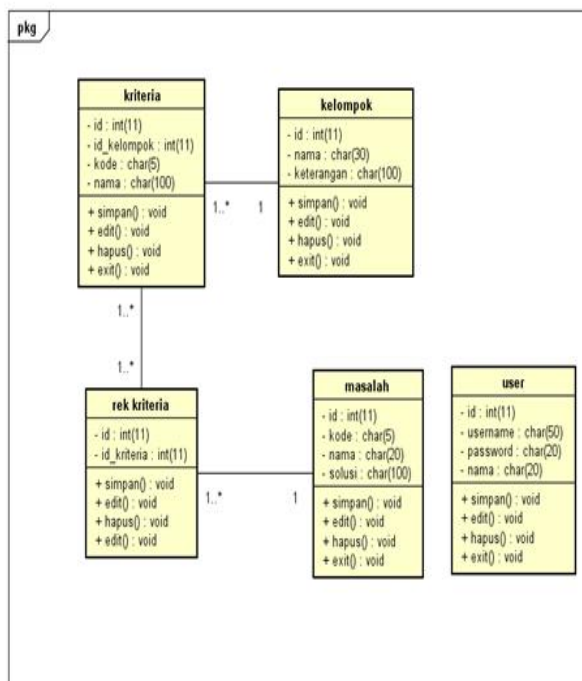 pkg
kriteria
- id : int(11)
- id_kelompok : int(11)
- kode : char(5)
- nama : char(100)
+ simpan() : void
+ edit() : void
+ hapus() : void
+ exit() : void
kelompok
- id : int(11)
- nama : char(30)
- keterangan : char(100)
+ simpan() : void
+ edit() : void
+ hapus() : void
+ exit() : void
1..*
1
1..*
1..*
rek kriteria
- id : int(11)
- id_kriteria : int(11)
+ simpan() : void
+ edit() : void
+ hapus() : void
+ edit() : void
1..*
1
masalah
- id : int(11)
- kode : char(5)
- nama : char(20)
- solusi : char(100)
+ simpan() : void
+ edit() : void
+ hapus() : void
+ exit() : void
user
- id : int(11)
- username : char(50)
- password : char(20)
- nama : char(20)
+ simpan() : void
+ edit() : void
+ hapus() : void
+ exit() : void